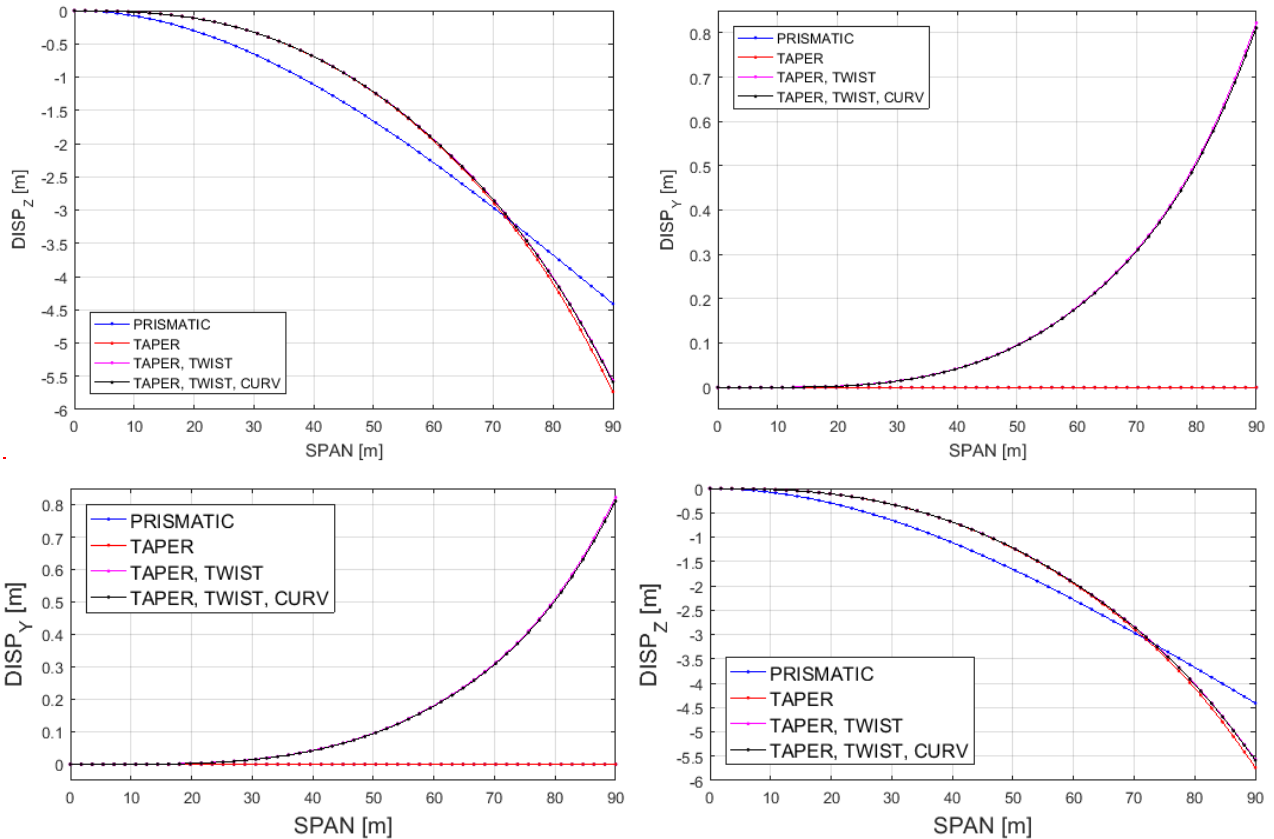 0
-0.5
-1
-1.5
-2
-2.5
-3
-3.5
-4
-4.5
-5
-5.5
-6
DISP_Z [m]
PRISMATIC
TAPER
TAPER, TWIST
TAPER, TWIST, CURV
0 10 20 30 40 50 60 70 80 90
SPAN [m]
0.8
0.7
0.6
0.5
0.4
0.3
0.2
0.1
0
DISP_Y [m]
PRISMATIC
TAPER
TAPER, TWIST
TAPER, TWIST, CURV
0 10 20 30 40 50 60 70 80 90
SPAN [m]
0.8
0.7
0.6
0.5
0.4
0.3
0.2
0.1
0
DISP_Y [m]
PRISMATIC
TAPER
TAPER, TWIST
TAPER, TWIST, CURV
0 10 20 30 40 50 60 70 80 90
SPAN [m]
0
-0.5
-1
-1.5
-2
-2.5
-3
-3.5
-4
-4.5
-5
-5.5
-6
DISP_Z [m]
PRISMATIC
TAPER
TAPER, TWIST
TAPER, TWIST, CURV
0 10 20 30 40 50 60 70 80 90
SPAN [m]